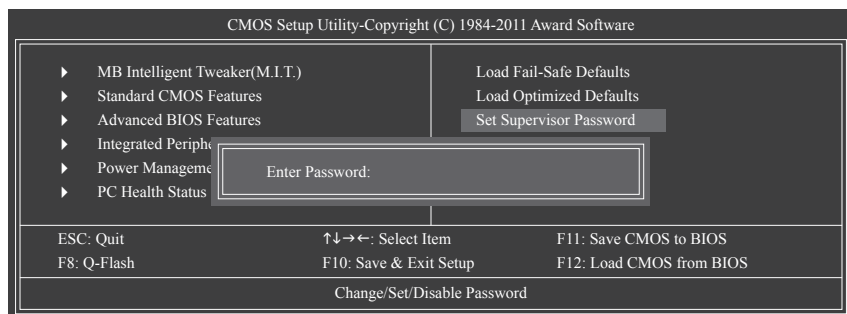 CMOS Setup Utility-Copyright (C) 1984-2011 Award Software
MB Intelligent Tweaker(M.I.T.)
Standard CMOS Features
Advanced BIOS Features
Integrated Periphe
Power Manageme
PC Health Status
Load Fail-Safe Defaults
Load Optimized Defaults
Set Supervisor Password
Enter Password:
ESC: Quit
↑↓→←: Select Item
F11: Save CMOS to BIOS
F8: Q-Flash
F10: Save & Exit Setup
F12: Load CMOS from BIOS
Change/Set/Disable Password